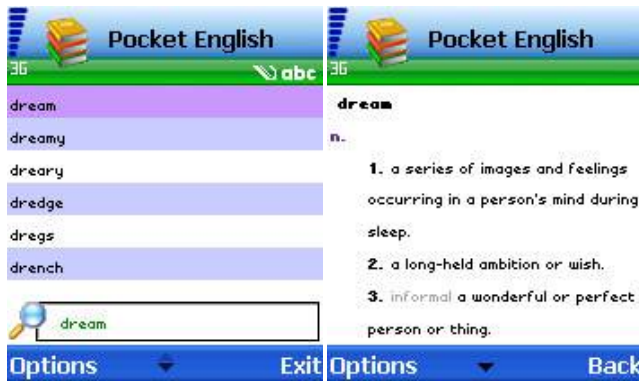 Pocket English
3G
abc
dream
dreamy
dreary
dredge
dregs
drench
dream
Options
Exit
Pocket English
3G
dream
n.
1. a series of images and feelings
occurring in a person's mind during
sleep.
2. a long-held ambition or wish.
3. informal a wonderful or perfect
person or thing.
Options
Back